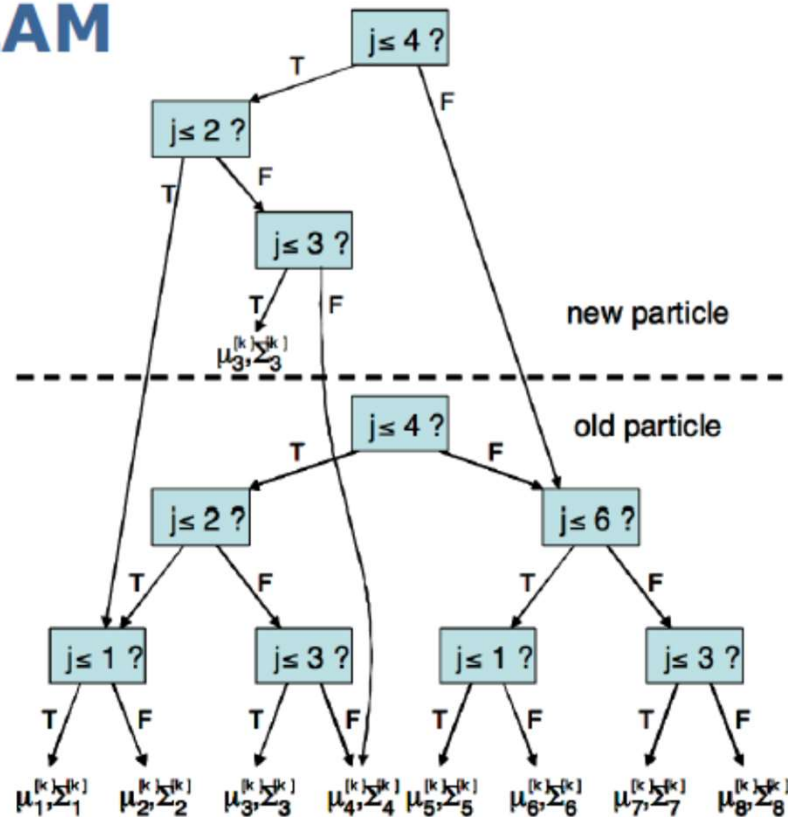 AM
j≤ 4 ?
T
F
j≤ 2 ?
T
F
j≤ 3 ?
T
F
new particle
μ₃^[k],Σ₃^[k]
old particle
j≤ 4 ?
T
F
j≤ 2 ?
j≤ 6 ?
T
F
T
F
j≤ 1 ?
j≤ 3 ?
j≤ 1 ?
j≤ 3 ?
T
F
T
F
T
F
T
F
μ₁^[k],Σ₁^[k]
μ₂^[k],Σ₂^[k]
μ₃^[k],Σ₃^[k]
μ₄^[k],Σ₄^[k]
μ₅^[k],Σ₅^[k]
μ₆^[k],Σ₆^[k]
μ₇^[k],Σ₇^[k]
μ₈^[k],Σ₈^[k]